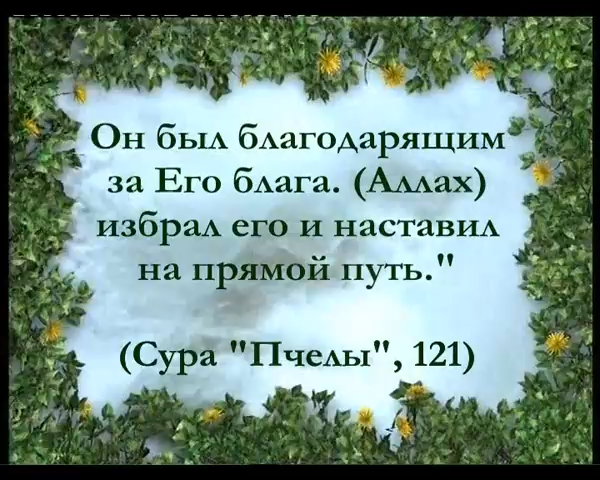 Он был благодарящим
за Его блага. (Аллах)
избрал его и наставил
на прямой путь."
(Сура "Пчелы", 121)